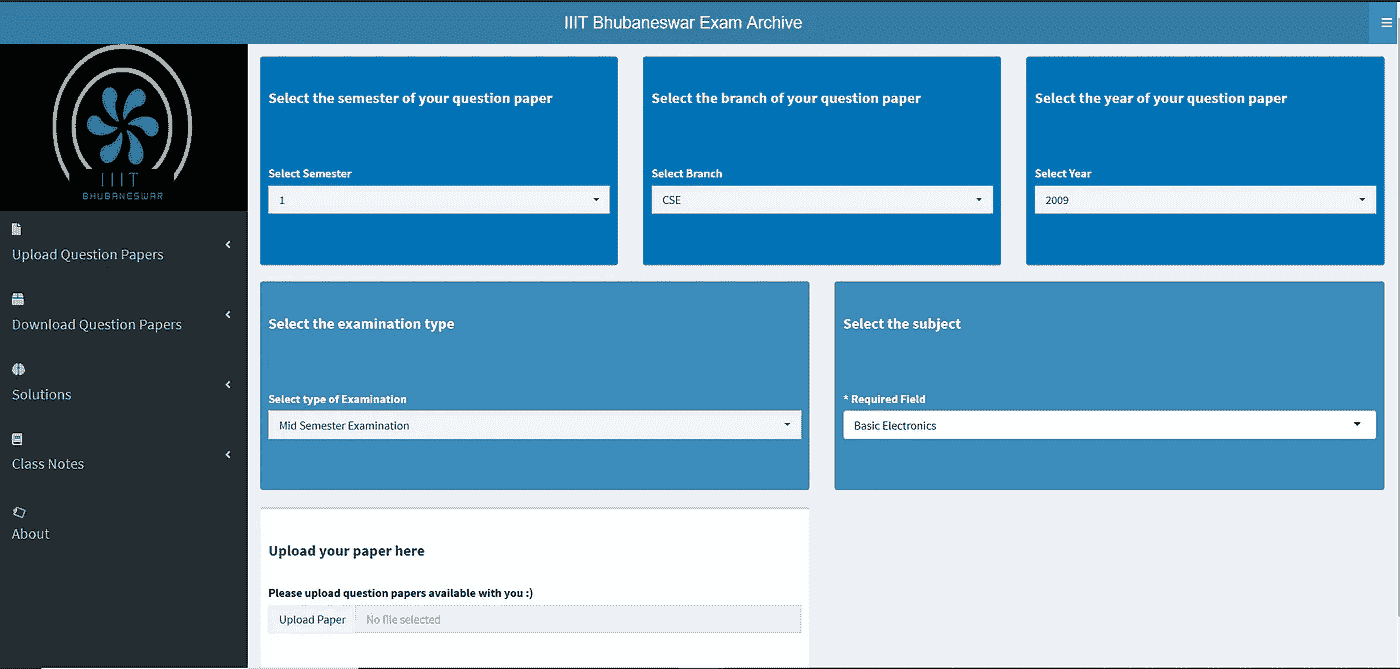 IIIT Bhubaneswar Exam Archive
IIIT
BHUBANESWAR
Upload Question Papers
Download Question Papers
Solutions
Class Notes
About
Select the semester of your question paper
Select Semester
1
Select the branch of your question paper
Select Branch
CSE
Select the year of your question paper
Select Year
2009
Select the examination type
Select type of Examination
Mid Semester Examination
Select the subject
* Required Field
Basic Electronics
Upload your paper here
Please upload question papers available with you :)
Upload Paper No file selected